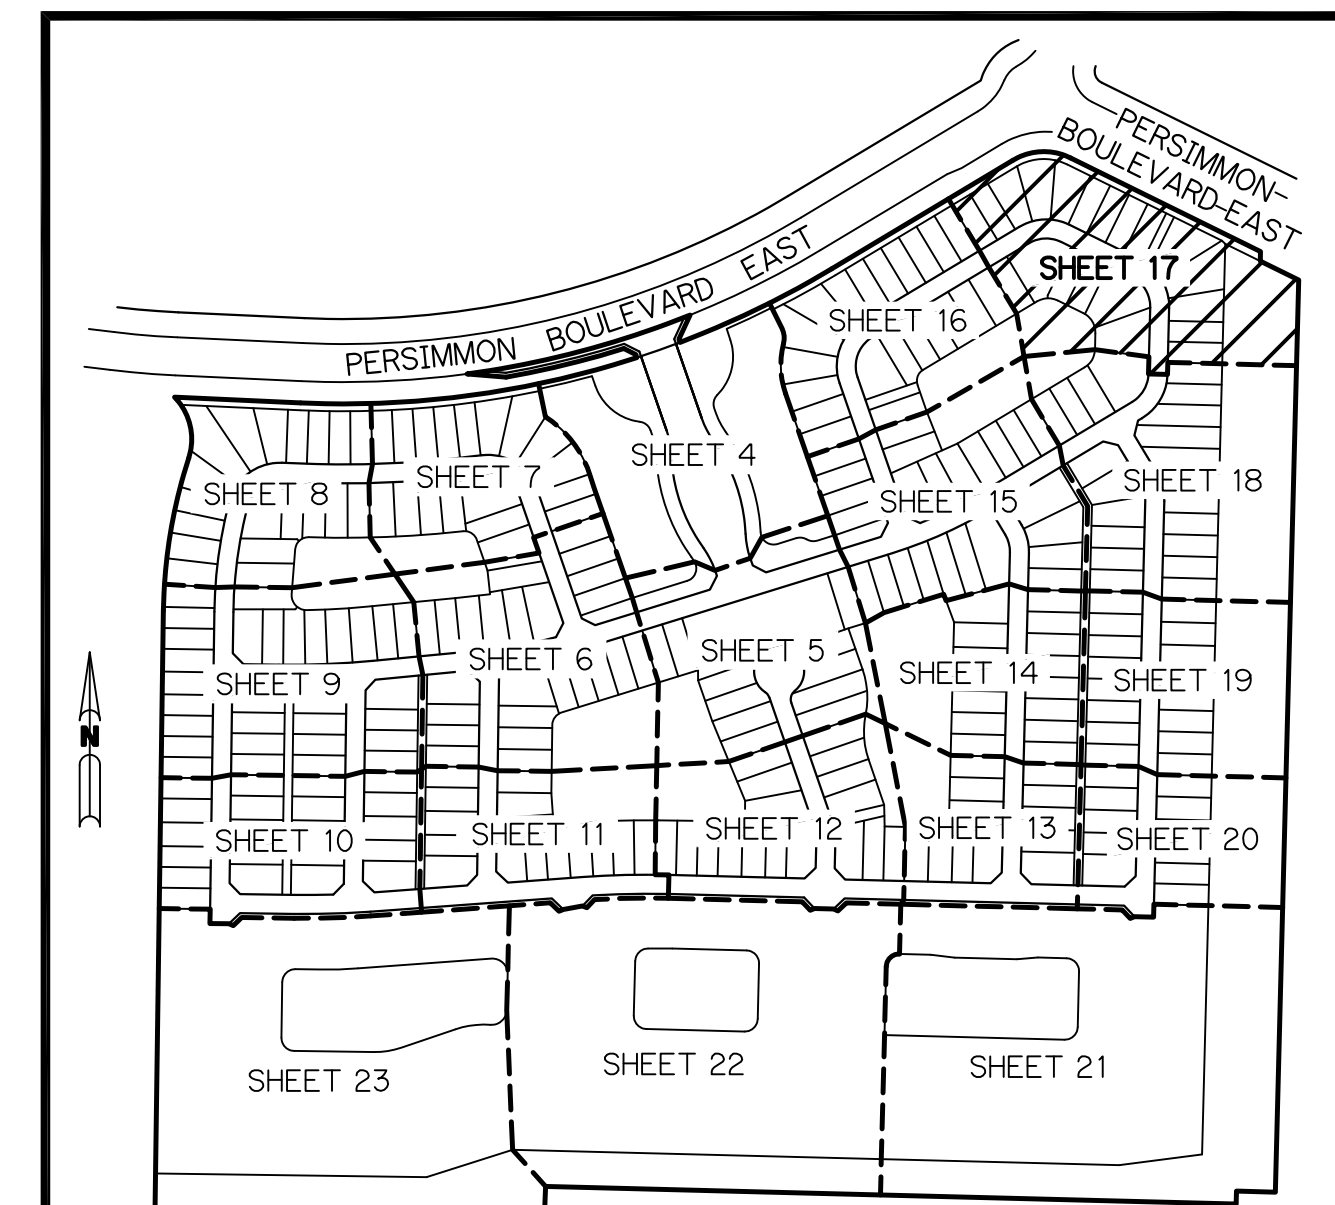 PERSIMMON-
BOULEVARD-EAST
PERSIMMON BOULEVARD EAST
SHEET 17
SHEET 16
SHEET 4
SHEET 7
SHEET 8
SHEET 18
SHEET 15
SHEET 5
SHEET 6
SHEET 9
SHEET 14
SHEET 19
N
SHEET 10
SHEET 11
SHEET 12
SHEET 13
SHEET 20
SHEET 23
SHEET 22
SHEET 21